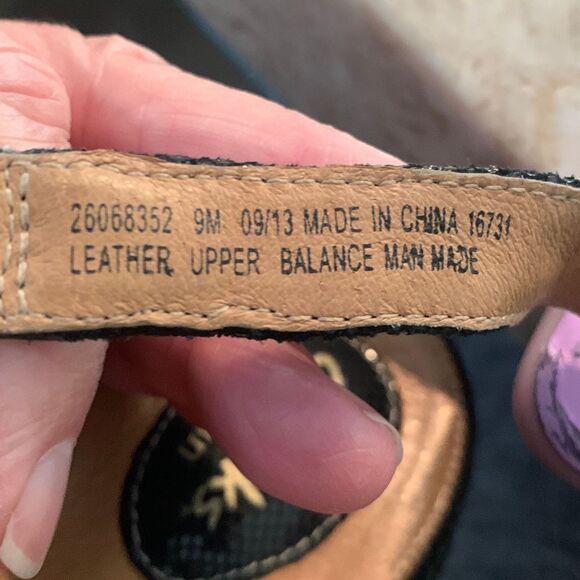 26068352 9M 09/13 MADE IN CHINA 16731
LEATHER UPPER BALANCE MAN MADE